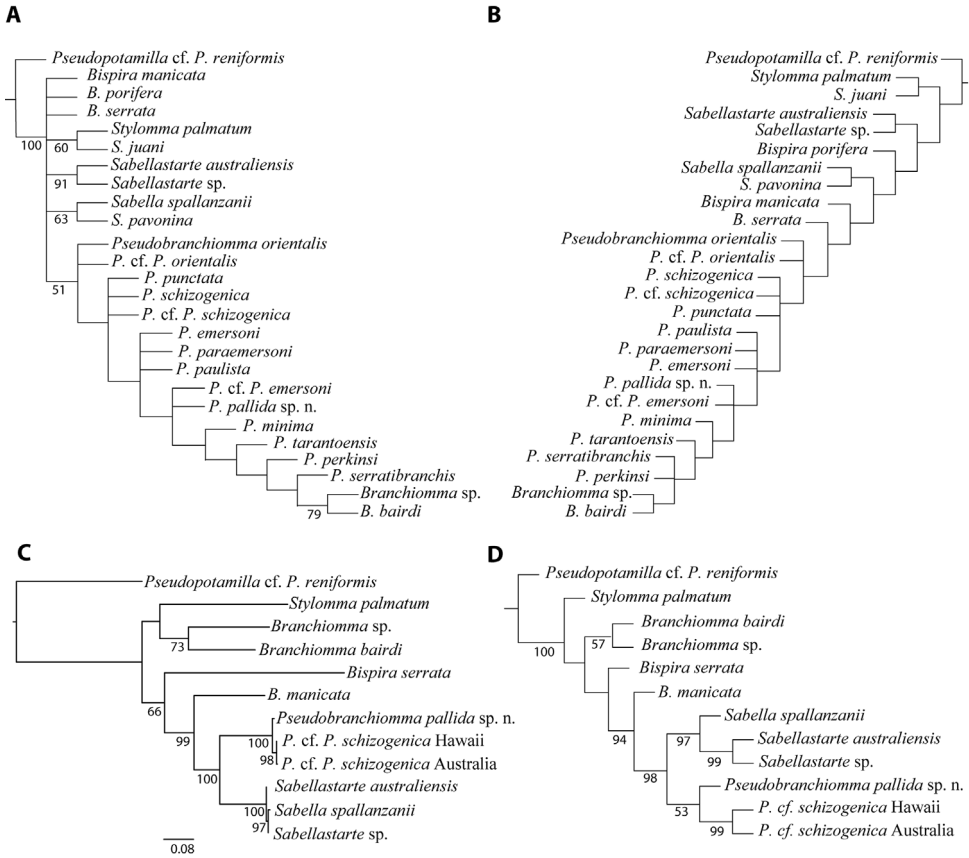 A
Pseudopotamilla cf. P. reniformis
Bispira manicata
B. porifera
B. serrata
Stylomma palmatum
100
60
S. juani
Sabellastarte australiensis
91
Sabellastarte sp.
Sabella spallanzanii
63
S. pavonina
Pseudobranchiomma orientalis
P. cf. P. orientalis
51
P. punctata
P. schizogenica
P. cf. P. schizogenica
P. emersoni
P. paraemersoni
P. paulista
P. cf. P. emersoni
P. pallida sp. n.
P. minima
P. tarantoensis
P. perkinsi
P. serratibranchis
Branchiomma sp.
79
B. bairdi
B
Pseudopotamilla cf. P. reniformis
Stylomma palmatum
S. juani
Sabellastarte australiensis
Sabellastarte sp.
Bispira porifera
Sabella spallanzanii
S. pavonina
Bispira manicata
B. serrata
Pseudobranchiomma orientalis
P. cf. P. orientalis
P. schizogenica
P. cf. schizogenica
P. punctata
P. paulista
P. paraemersoni
P. emersoni
P. pallida sp. n.
P. cf. P. emersoni
P. minima
P. tarantoensis
P. serratibranchis
P. perkinsi
Branchiomma sp.
B. bairdi
C
Pseudopotamilla cf. P. reniformis
Stylomma palmatum
Branchiomma sp.
73
Branchiomma bairdi
Bispira serrata
66
B. manicata
99
Pseudobranchiomma pallida sp. n.
100
P. cf. P. schizogenica Hawaii
98
P. cf. P. schizogenica Australia
100
Sabellastarte australiensis
100
Sabella spallanzanii
97
Sabellastarte sp.
0.08
D
Pseudopotamilla cf. P. reniformis
Stylomma palmatum
Branchiomma bairdi
100
57
Branchiomma sp.
Bispira serrata
B. manicata
94
Sabella spallanzanii
97
Sabellastarte australiensis
99
Sabellastarte sp.
98
Pseudobranchiomma pallida sp. n.
53
P. cf. schizogenica Hawaii
99
P. cf. schizogenica Australia